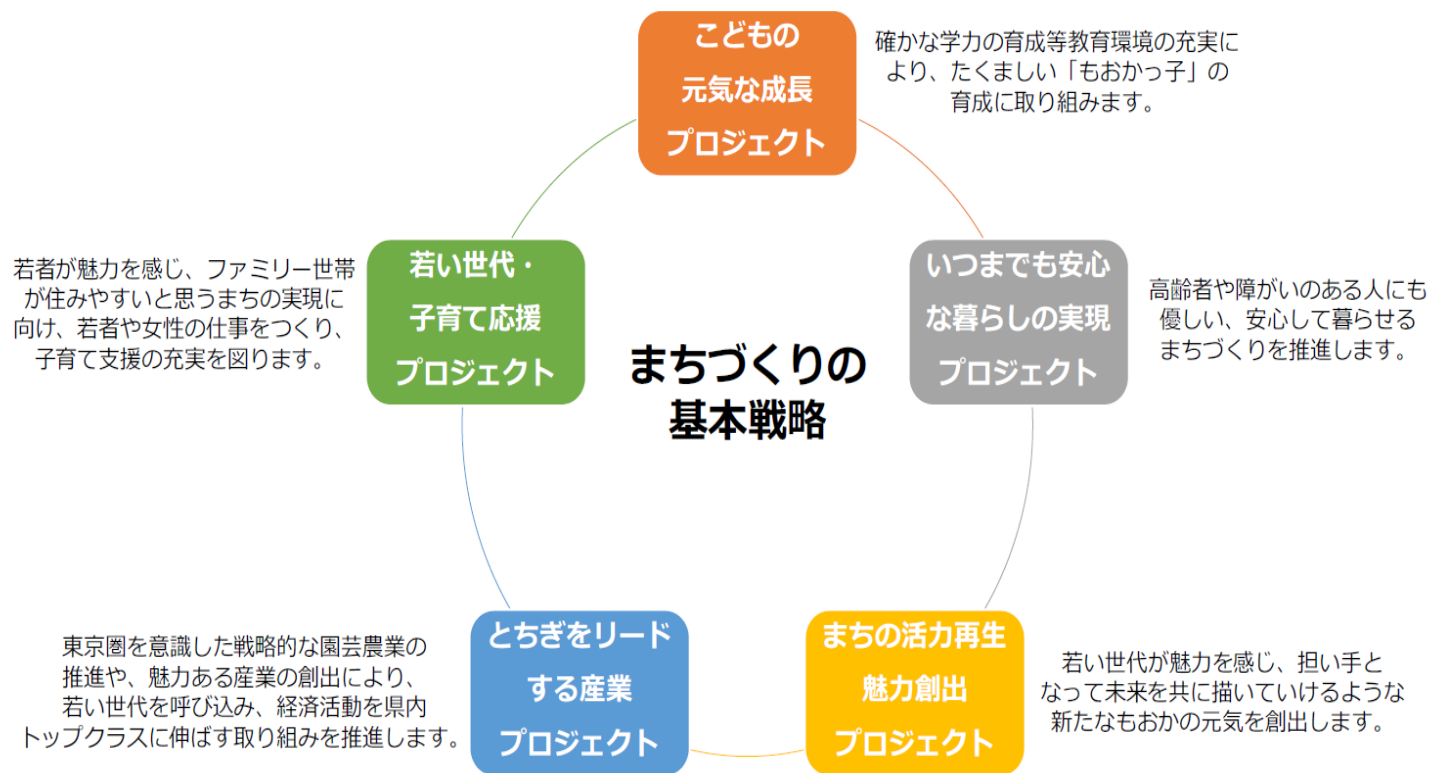 こどもの
元気な成長
プロジェクト
確かな学力の育成等教育環境の充実に
より、たくましい「もおかっ子」の
育成に取り組みます。
いつまでも安心
な暮らしの実現
プロジェクト
高齢者や障がいのある人にも
優しい、安心して暮らせる
まちづくりを推進します。
まちの活力再生
魅力創出
プロジェクト
若い世代が魅力を感じ、担い手と
なって未来を共に描いていけるような
新たなもおかの元気を創出します。
とちぎをリード
する産業
プロジェクト
東京圏を意識した戦略的な園芸農業の
推進や、魅力ある産業の創出により、
若い世代を呼び込み、経済活動を県内
トップクラスに伸ばす取り組みを推進します。
若い世代・
子育て応援
プロジェクト
若者が魅力を感じ、ファミリー世帯
が住みやすいと思うまちの実現に
向け、若者や女性の仕事をつくり、
子育て支援の充実を図ります。
まちづくりの
基本戦略